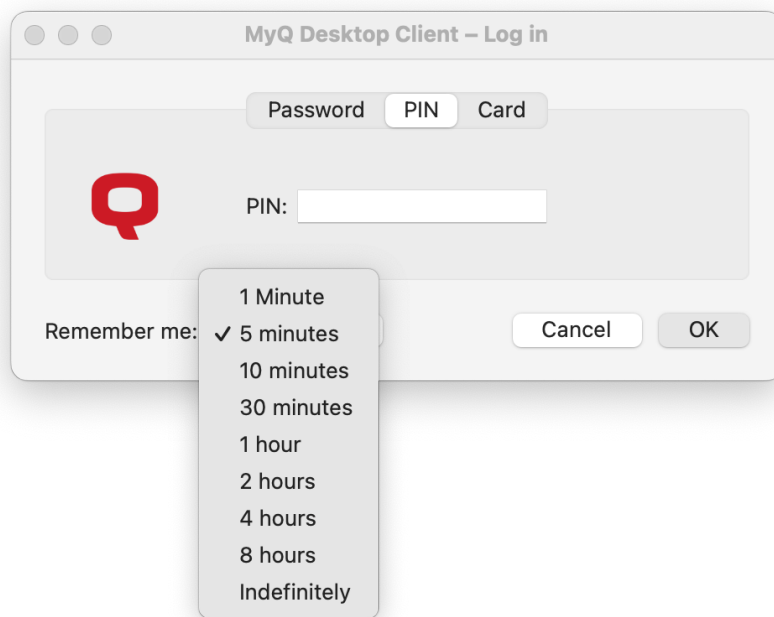 MyQ Desktop Client – Log in
Password PIN Card
PIN:
1 Minute
Remember me: ✓ 5 minutes Cancel OK
10 minutes
30 minutes
1 hour
2 hours
4 hours
8 hours
Indefinitely